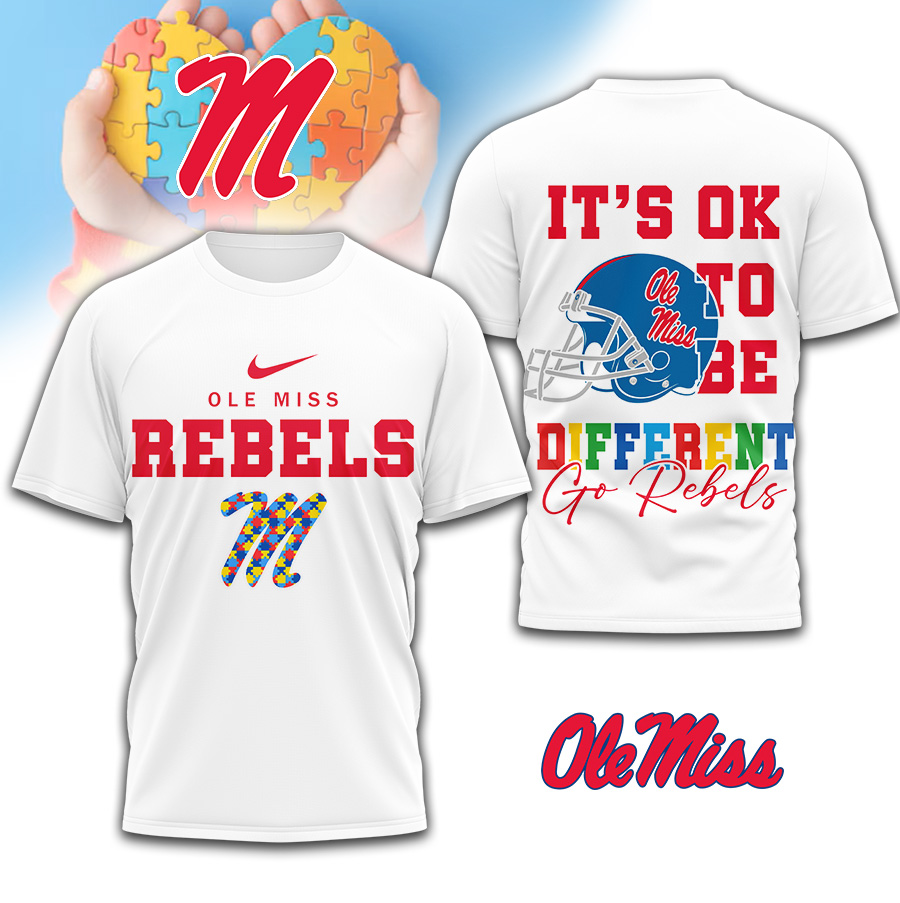 M
OLE MISS
REBELS
M
IT'S OK
TO
BE
Ole
Miss
DIFFERENT
Go Rebels
Ole Miss